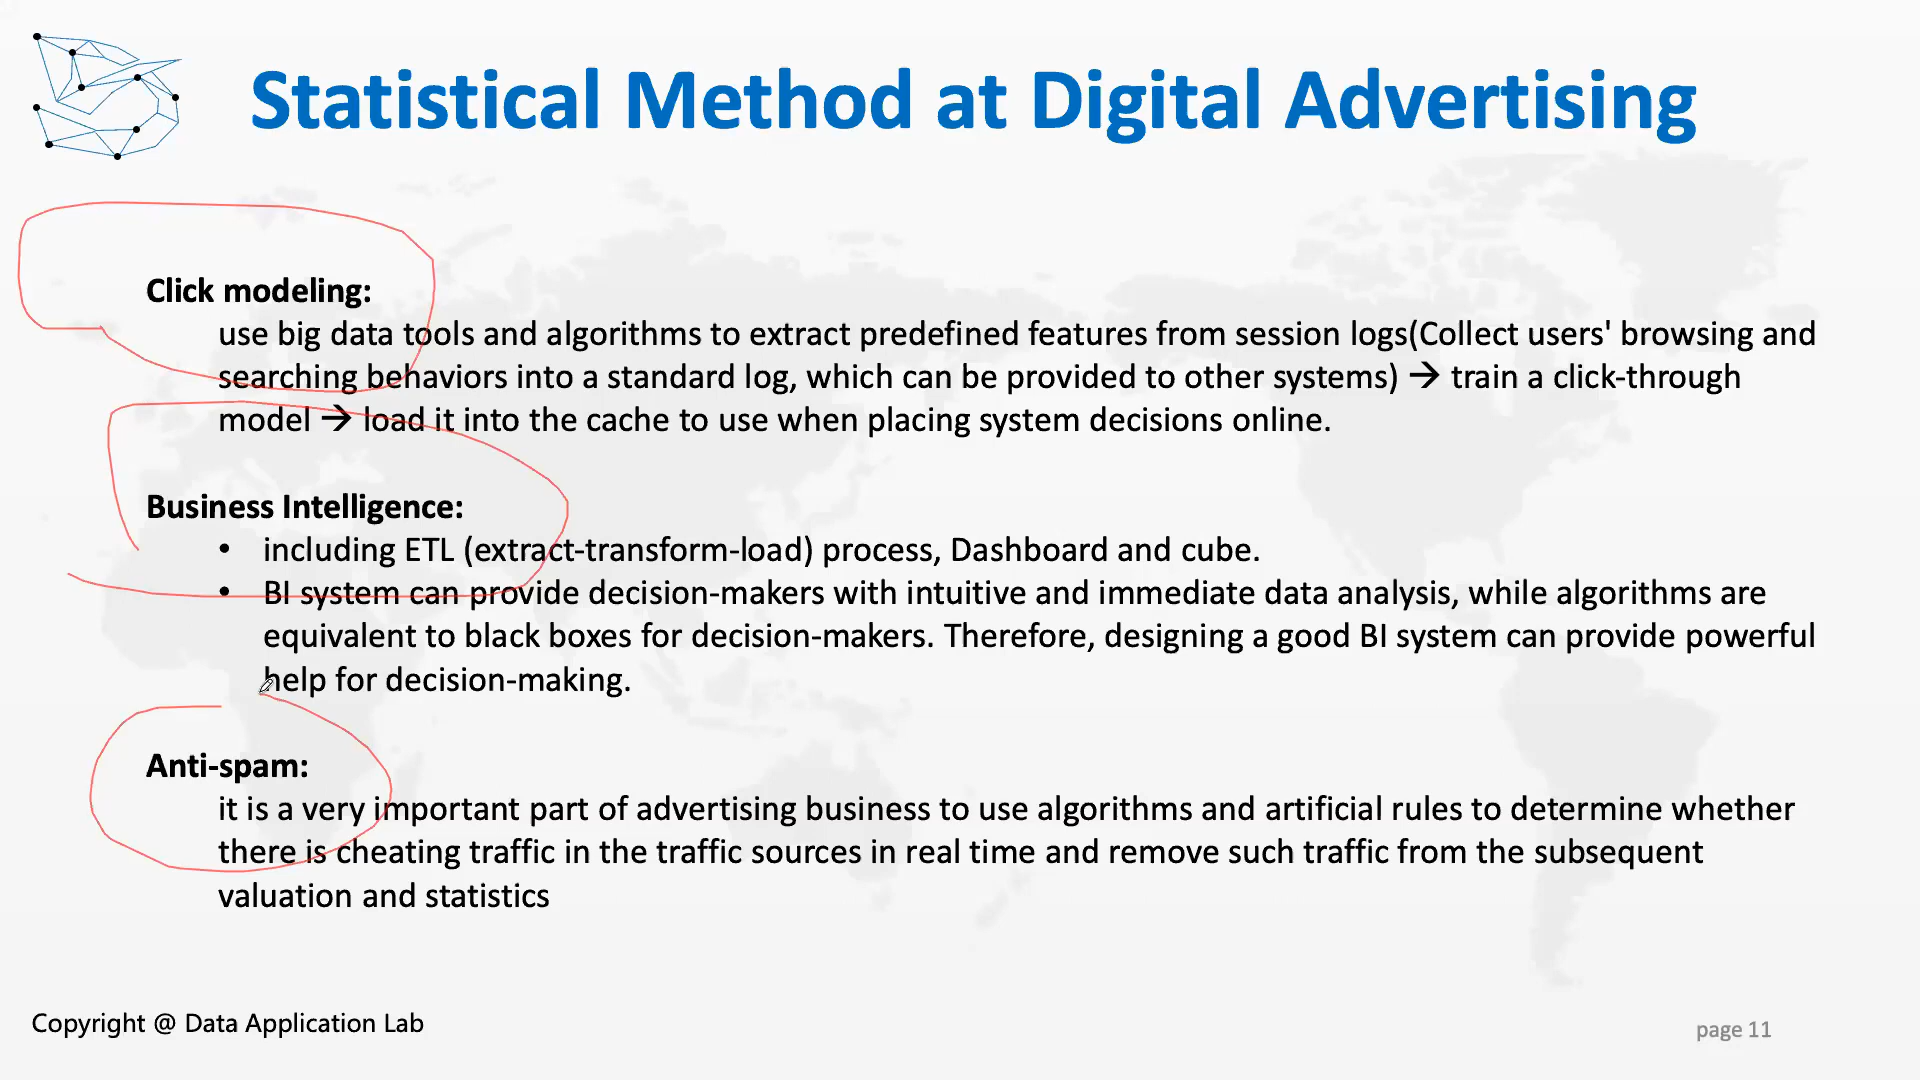 Statistical Method at Digital Advertising
Click modeling:
use big data tools and algorithms to extract predefined features from session logs(Collect users' browsing and
searching behaviors into a standard log, which can be provided to other systems) → train a click-through
model → load it into the cache to use when placing system decisions online.
Business Intelligence:
• including ETL (extract-transform-load) process, Dashboard and cube.
• BI system can provide decision-makers with intuitive and immediate data analysis, while algorithms are
equivalent to black boxes for decision-makers. Therefore, designing a good BI system can provide powerful
help for decision-making.
Anti-spam:
it is a very important part of advertising business to use algorithms and artificial rules to determine whether
there is cheating traffic in the traffic sources in real time and remove such traffic from the subsequent
valuation and statistics
Copyright @ Data Application Lab
page 11